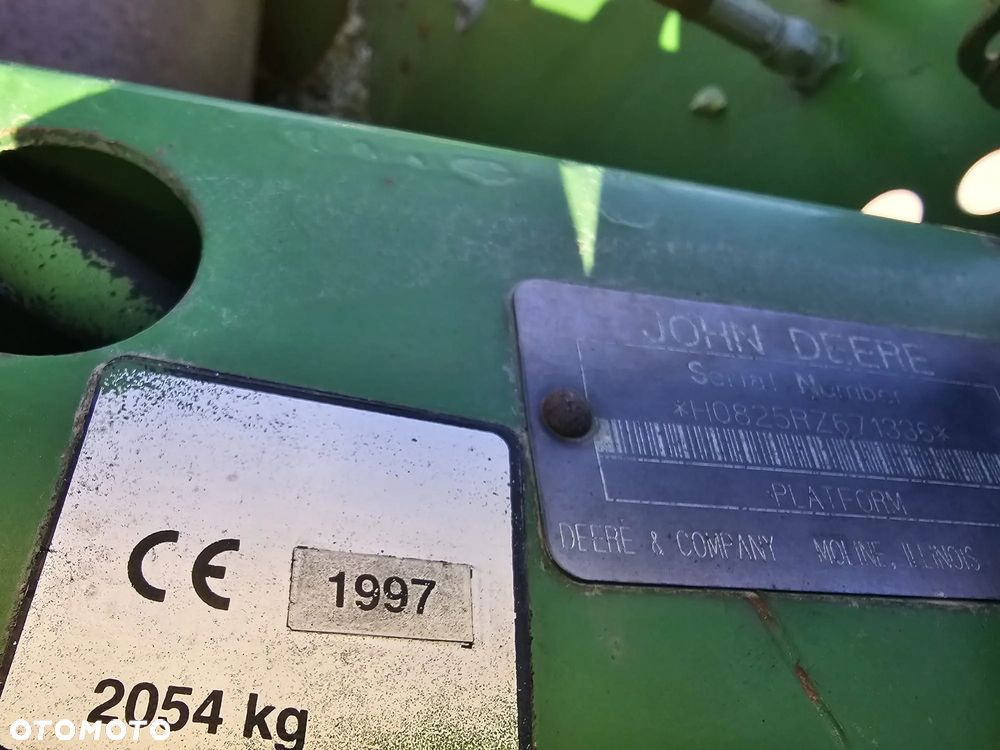 JOHN DEERE
Serial Number
*H0825RZ671336*
PLATFORM
DEERE & COMPANY MOLINE, ILLINOIS
CE 1997
2054 kg
OTOMOTO